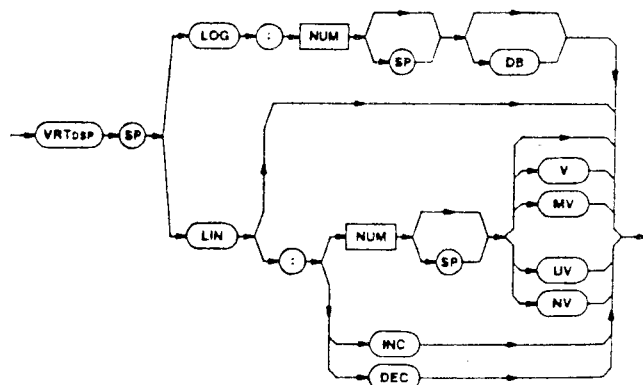 LOG : NUM SP DB
VRTDSP SP
LIN : NUM SP V
MV
UV
NV
INC
DEC